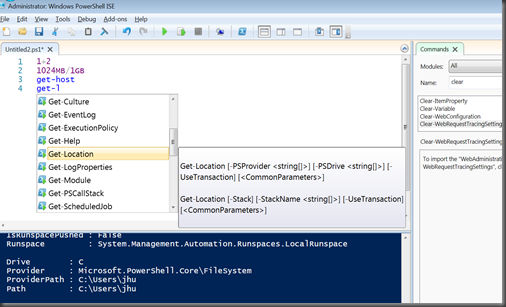 Administrator: Windows PowerShell ISE
File Edit View Tools Debug Add-ons Help
Untitled2.ps1*
1 1+2
2 1024MB/1GB
3 get-host
4 get-l
Get-Culture
Get-EventLog
Get-ExecutionPolicy
Get-Help
Get-Location
Get-LogProperties
Get-Module
Get-PSCallStack
Get-ScheduledJob
Get-Location [-PSProvider <string[]>] [-PSDrive <string[]>] [-
UseTransaction] [<CommonParameters>]
Get-Location [-Stack] [-StackName <string[]>] [-UseTransaction]
[<CommonParameters>]
IsRunspacePushed : False
Runspace : System.Management.Automation.Runspaces.LocalRunspace
Drive : C
Provider : Microsoft.PowerShell.Core\FileSystem
ProviderPath : C:\Users\jhu
Path : C:\Users\jhu
Commands
Modules: All
Name: clear
Clear-ItemProperty
Clear-Variable
Clear-WebConfiguration
Clear-WebRequestTracingSetting
Clear-WebRequestTracingSetting
To import the "WebAdministra
WebRequestTracingSettings", cl